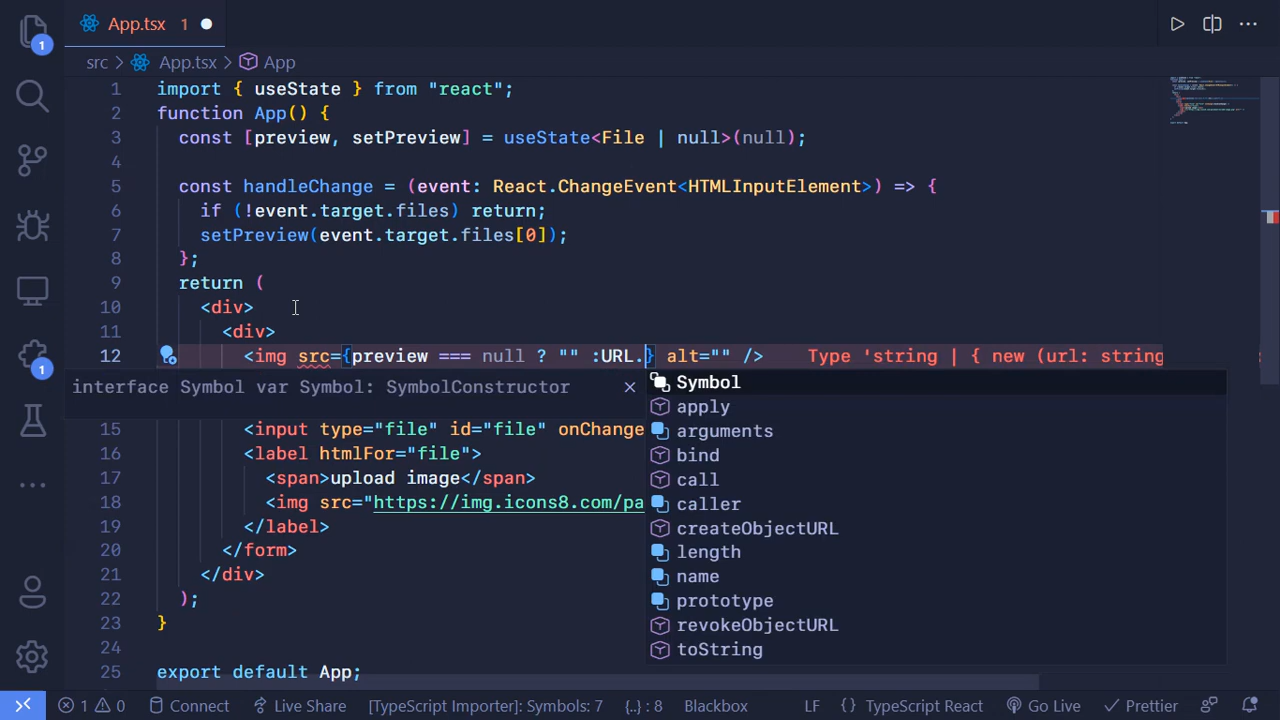 App.tsx 1
src > App.tsx > App
1 import { useState } from "react";
2 function App() {
3 const [preview, setPreview] = useState<File | null>(null);
4
5 const handleChange = (event: React.ChangeEvent<HTMLInputElement>) => {
6 if (!event.target.files) return;
7 setPreview(event.target.files[0]);
8 };
9 return (
10 <div>
11 <div>
12 <img src={preview === null ? "" :URL.} alt="" /> Type 'string | { new (url: string
interface Symbol var Symbol: SymbolConstructor ×
Symbol
apply
arguments
bind
call
caller
createObjectURL
length
name
prototype
revokeObjectURL
toString
15 <input type="file" id="file" onChange
16 <label htmlFor="file">
17 <span>upload image</span>
18 <img src="https://img.icons8.com/pa
19 </label>
20 </form>
21 </div>
22 );
23 }
24
25 export default App;
1
1
1 0 Connect Live Share [TypeScript Importer]: Symbols: 7 {..} : 8 Blackbox LF {} TypeScript React Go Live Prettier